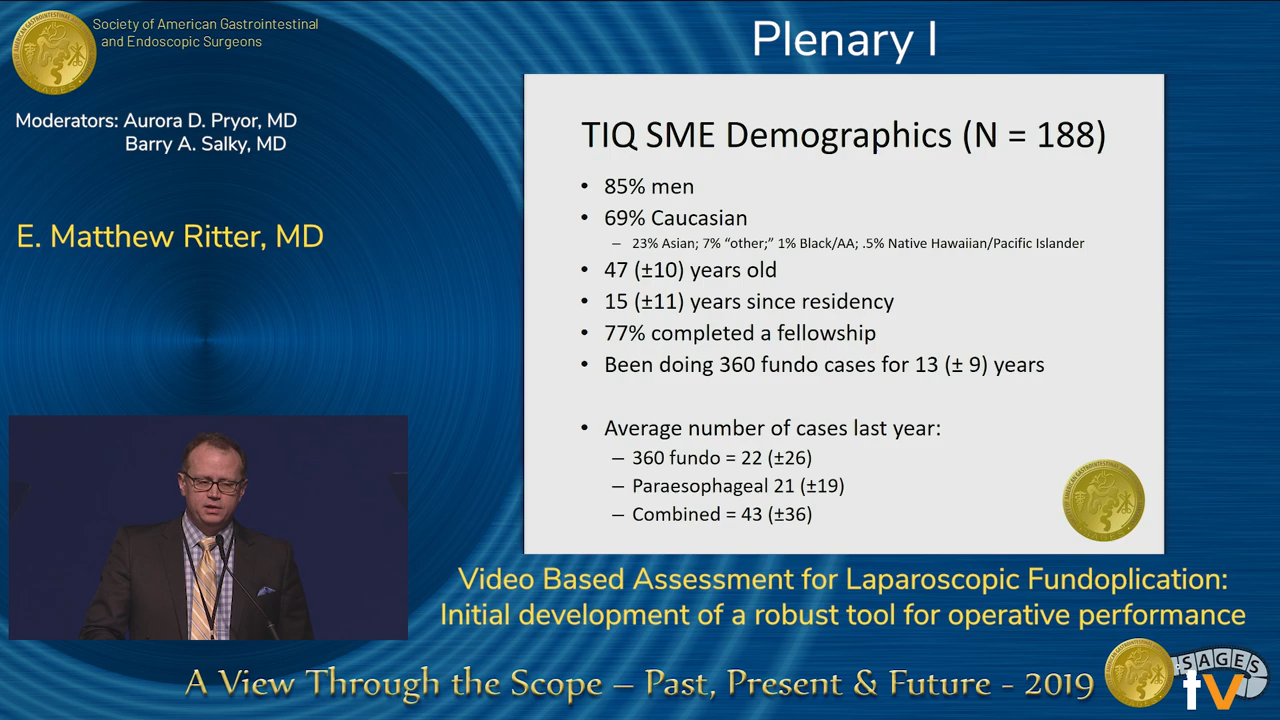 Society of American Gastrointestinal
and Endoscopic Surgeons
Plenary I
Moderators: Aurora D. Pryor, MD
Barry A. Salky, MD
E. Matthew Ritter, MD
TIQ SME Demographics (N = 188)
• 85% men
• 69% Caucasian
– 23% Asian; 7% “other;” 1% Black/AA; .5% Native Hawaiian/Pacific Islander
• 47 (±10) years old
• 15 (±11) years since residency
• 77% completed a fellowship
• Been doing 360 fundo cases for 13 (± 9) years
• Average number of cases last year:
– 360 fundo = 22 (±26)
– Paraesophageal 21 (±19)
– Combined = 43 (±36)
Video Based Assessment for Laparoscopic Fundoplication:
Initial development of a robust tool for operative performance
A View Through the Scope – Past, Present & Future - 2019
SAGES
tv